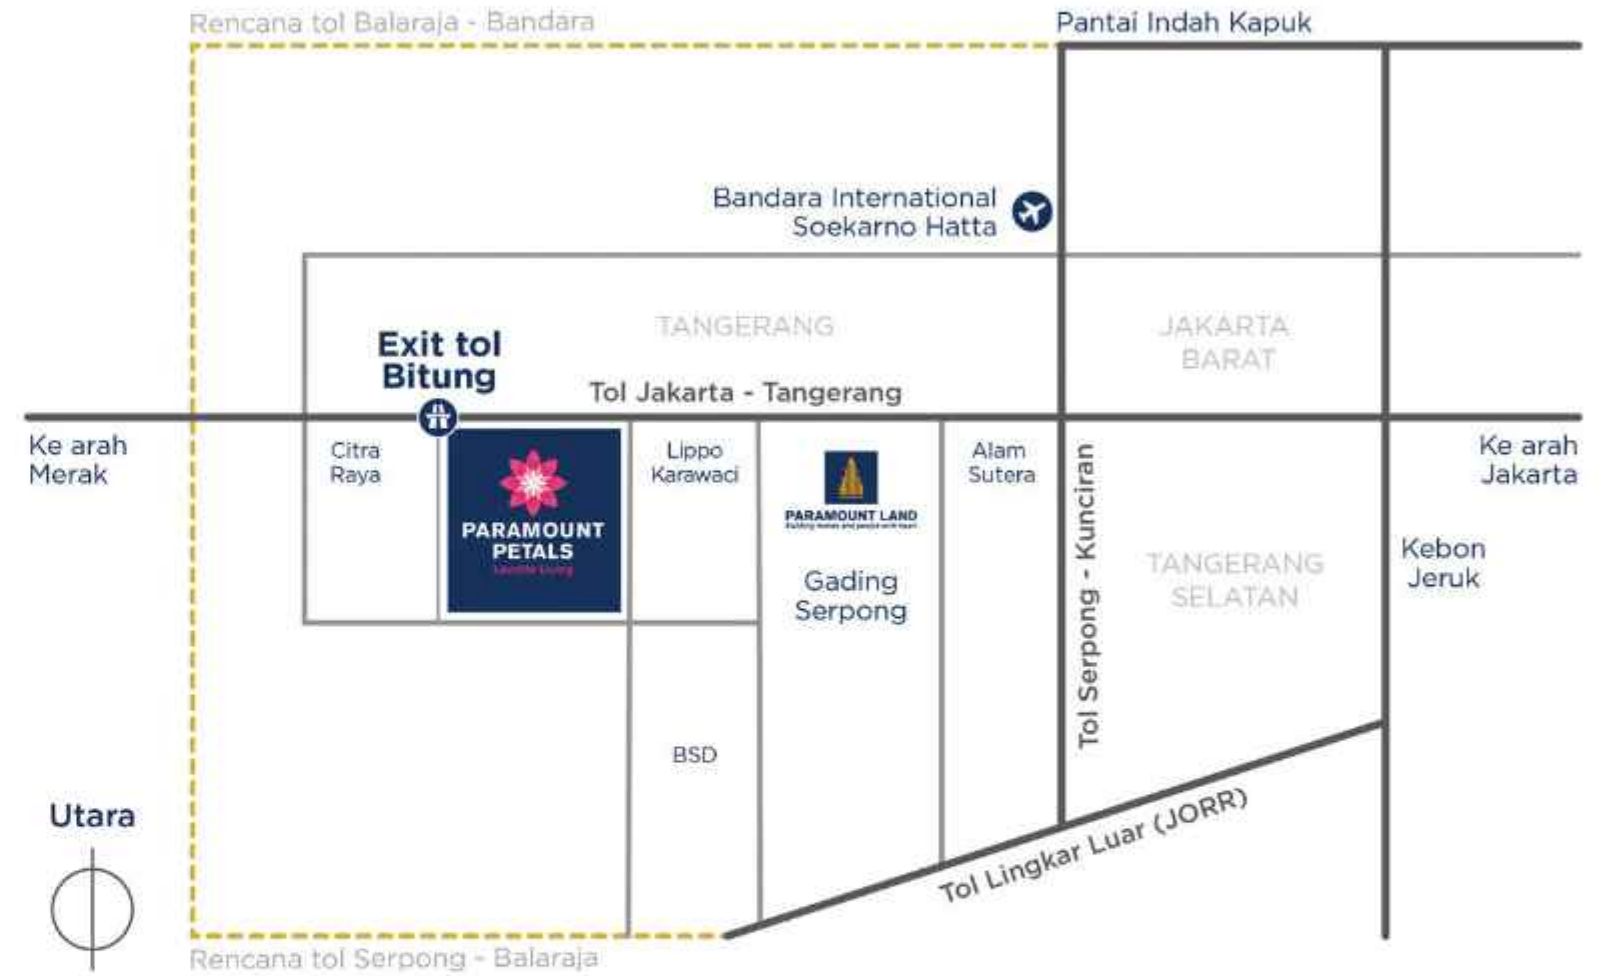 Rencana tol Balaraja - Bandara
Pantai Indah Kapuk
Bandara International
Soekarno Hatta
TANGERANG
JAKARTA
BARAT
Exit tol
Bitung
Tol Jakarta - Tangerang
Ke arah
Merak
Citra
Raya
PARAMOUNT
PETALS
Lippo
Karawaci
PARAMOUNT LAND
Gading
Serpong
Alam
Sutera
Tol Serpong - Kunciran
TANGERANG
SELATAN
Ke arah
Jakarta
Kebon
Jeruk
BSD
Tol Lingkar Luar (JORR)
Utara
Rencana tol Serpong - Balaraja